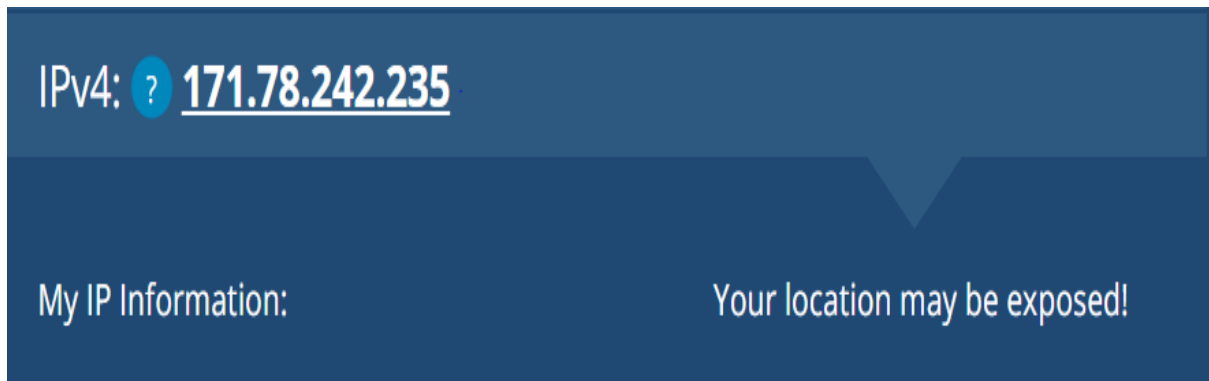 IPv4: ? 171.78.242.235
My IP Information:
Your location may be exposed!